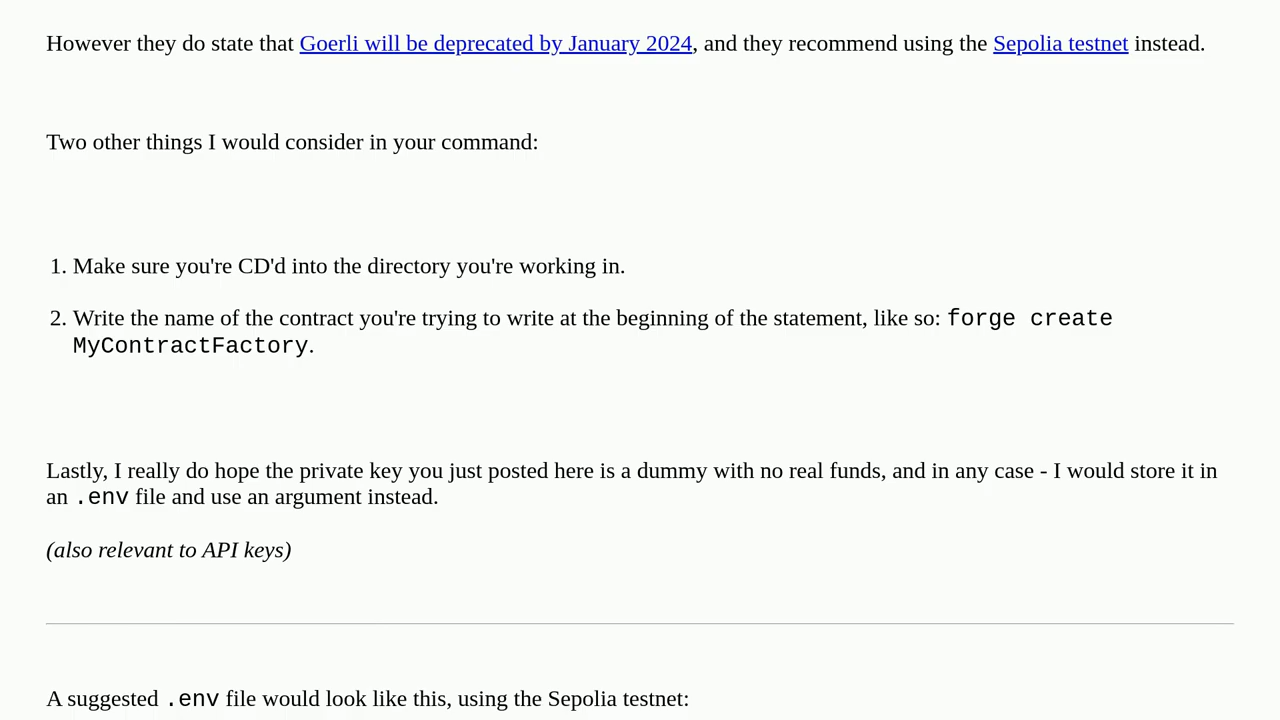 However they do state that Goerli will be deprecated by January 2024, and they recommend using the Sepolia testnet instead.
Two other things I would consider in your command:
1. Make sure you're CD'd into the directory you're working in.
2. Write the name of the contract you're trying to write at the beginning of the statement, like so: forge create
MyContractFactory.
Lastly, I really do hope the private key you just posted here is a dummy with no real funds, and in any case - I would store it in
an .env file and use an argument instead.
(also relevant to API keys)
A suggested .env file would look like this, using the Sepolia testnet: